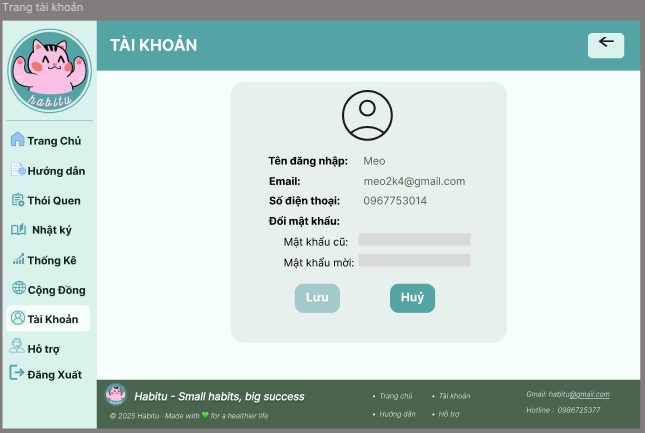 Trang tài khoản
habitu
TÀI KHOẢN
Trang Chủ
Hướng dẫn
Thói Quen
Nhật ký
Thống Kê
Cộng Đồng
Tài Khoản
Hỗ trợ
Đăng Xuất
Tên đăng nhập: Meo
Email: meo2k4@gmail.com
Số điện thoại: 0967753014
Đổi mật khẩu:
Mật khẩu cũ:
Mật khẩu mời:
Lưu Huỷ
Habitu - Small habits, big success
© 2025 Habitu · Made with 💚 for a healthier life
• Trang chủ • Tài khoản
• Hướng dẫn • Hỗ trợ
Gmail: habitu@gmail.com
Hotline : 0986725377